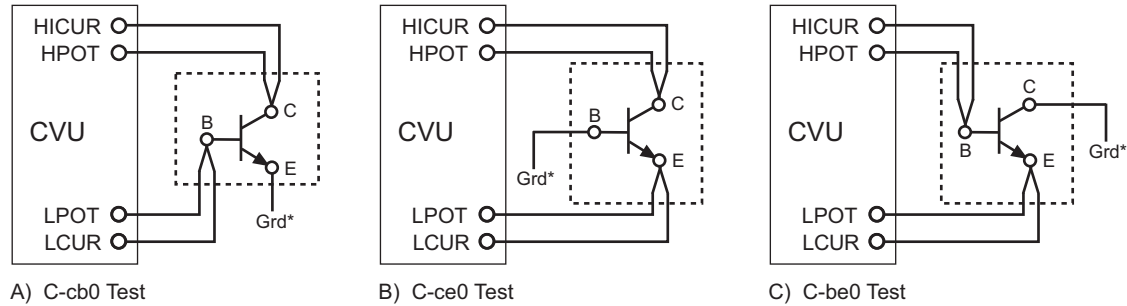 HICUR
HPOT
CVU
C
B
E
Grd*
LPOT
LCUR
A) C-cb0 Test
HICUR
HPOT
CVU
C
B
E
Grd*
LPOT
LCUR
B) C-ce0 Test
HICUR
HPOT
CVU
C
B
E
Grd*
LPOT
LCUR
C) C-be0 Test